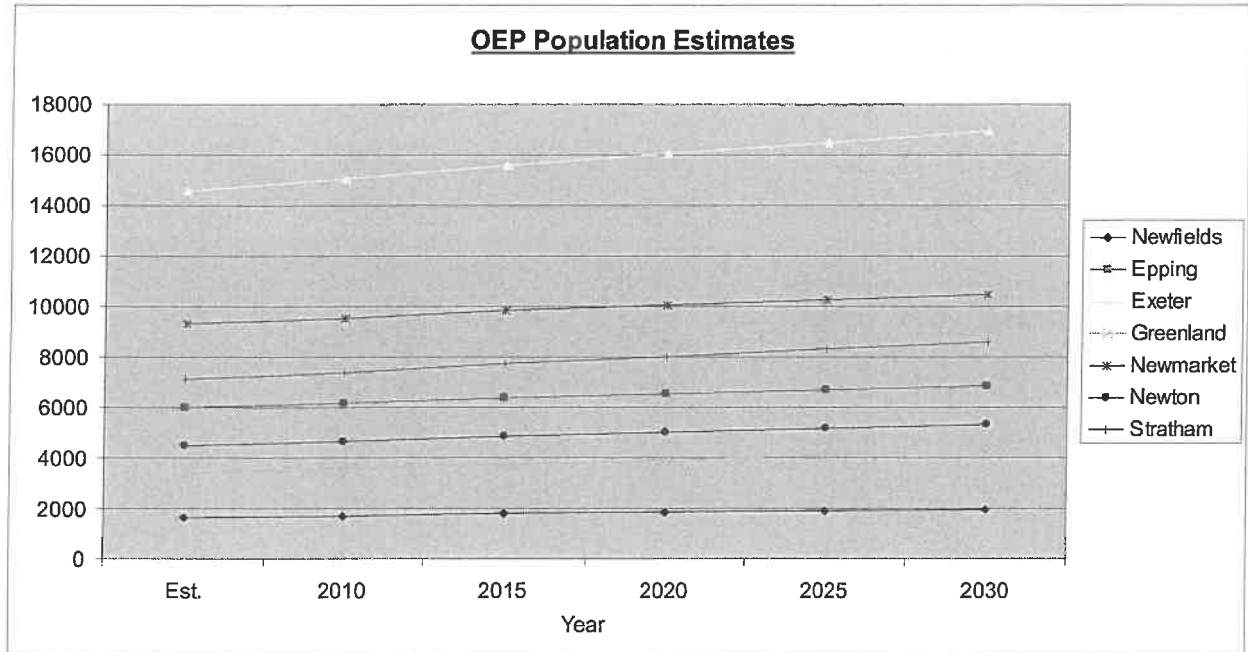 OEP Population Estimates
18000
16000
14000
12000
10000
8000
6000
4000
2000
0
Est.
2010
2015
2020
2025
2030
Year
Newfields
Epping
Exeter
Greenland
Newmarket
Newton
Stratham